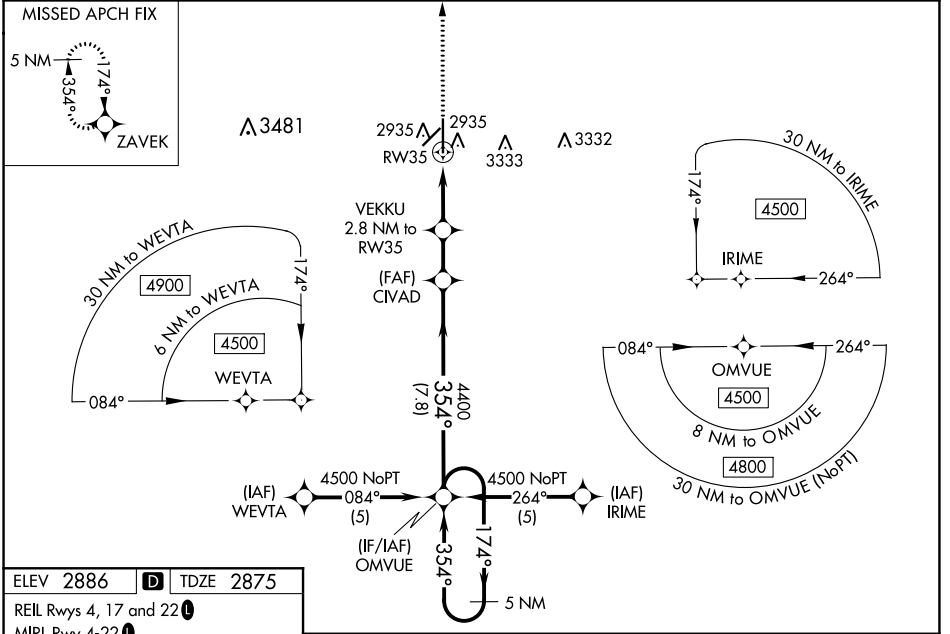 MISSED APCH FIX
5 NM
174°
354°
ZAVEK
3481
2935
2935
RW35
3333
3332
30 NM to IRIME
174°
4500
IRIME
264°
VEKKU
2.8 NM to
RW35
(FAF)
CIVAD
30 NM to WEVTA
4900
174°
6 NM to WEVTA
4500
WEVTA
084°
084°
264°
OMVUE
4500
8 NM to OMVUE
4800
30 NM to OMVUE (NoPT)
4400
354°
(7.8)
(IAF)
WEVTA
4500 NoPT
084°
(5)
4500 NoPT
264°
(5)
(IAF)
IRIME
(IF/IAF)
OMVUE
354°
174°
5 NM
ELEV 2886 D TDZE 2875
REIL Rwys 4, 17 and 22 L
MIRL Rwy 4-22 L